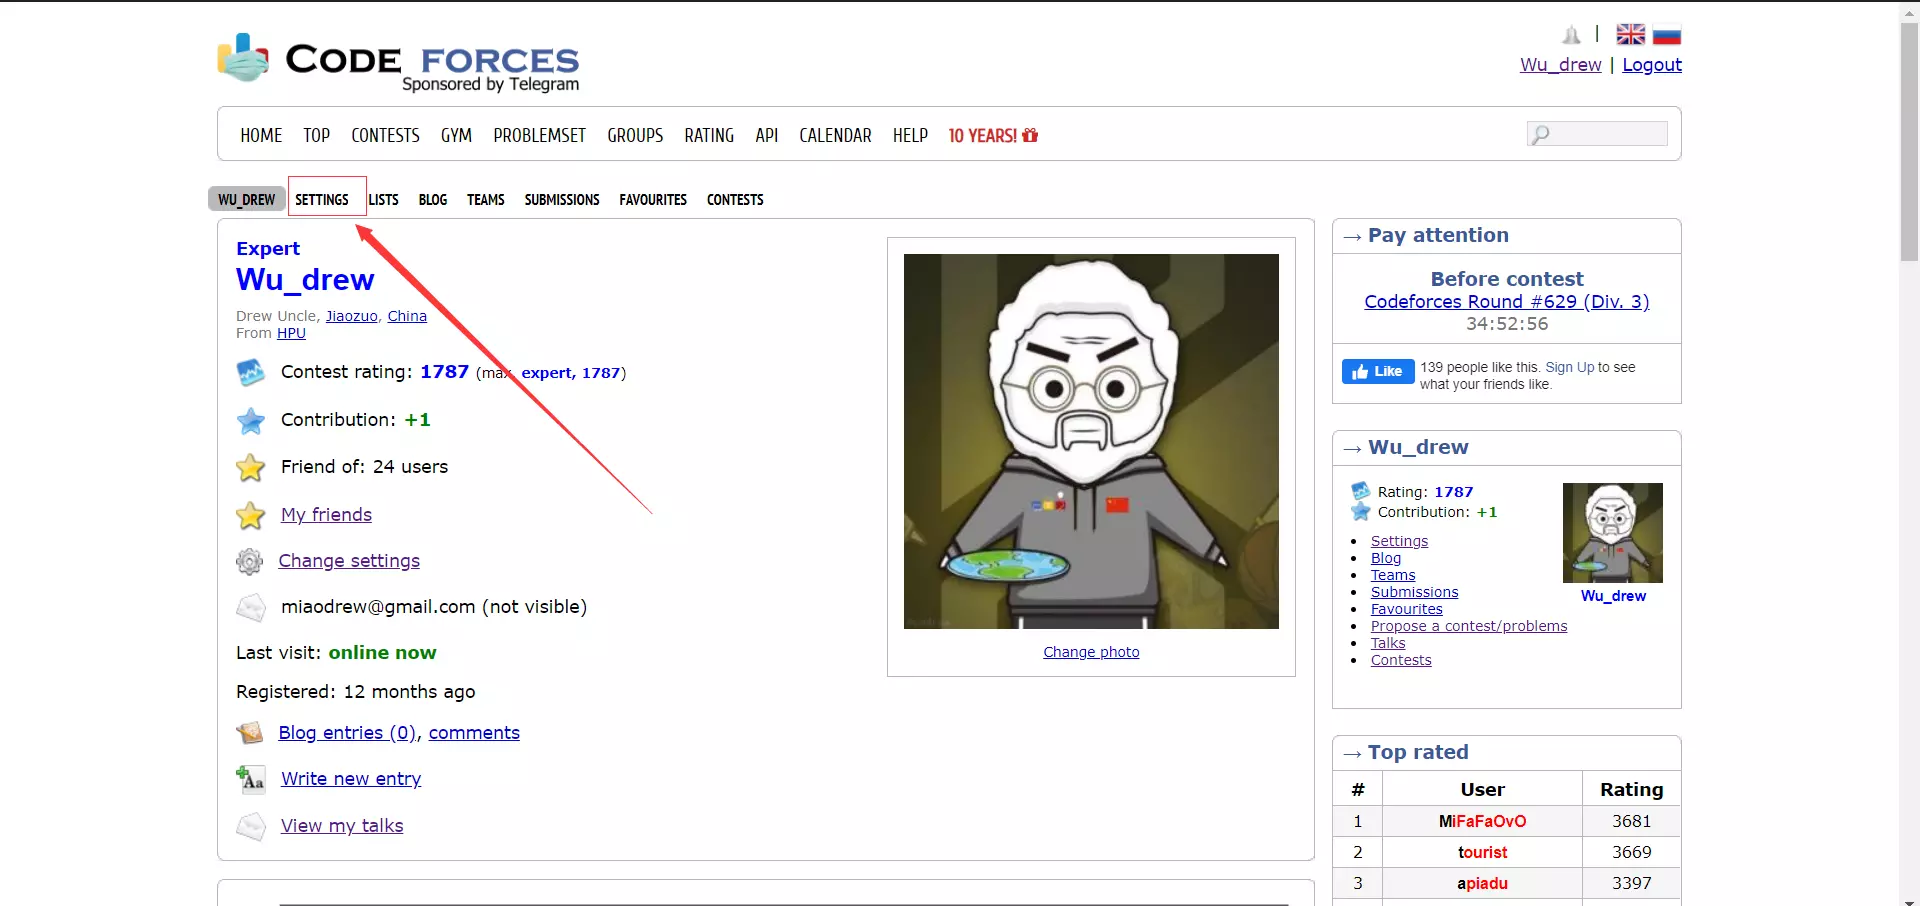 CODE FORCES
Sponsored by Telegram
|
Wu_drew | Logout
HOME TOP CONTESTS GYM PROBLEMSET GROUPS RATING API CALENDAR HELP 10 YEARS!
WU_DREW SETTINGS LISTS BLOG TEAMS SUBMISSIONS FAVOURITES CONTESTS
Expert
Wu_drew
Drew Uncle, Jiaozuo, China
From HPU
Contest rating: 1787 (max. expert, 1787)
Contribution: +1
Friend of: 24 users
My friends
Change settings
miaodrew@gmail.com (not visible)
Last visit: online now
Registered: 12 months ago
Blog entries (0), comments
Write new entry
View my talks
Change photo
→ Pay attention
Before contest
Codeforces Round #629 (Div. 3)
34:52:56
Like
139 people like this. Sign Up to see
what your friends like.
→ Wu_drew
Rating: 1787
Contribution: +1
Settings
Blog
Teams
Submissions
Favourites
Propose a contest/problems
Talks
Contests
Wu_drew
→ Top rated
# User Rating
1 MiFaFaOvO 3681
2 tourist 3669
3 apiadu 3397